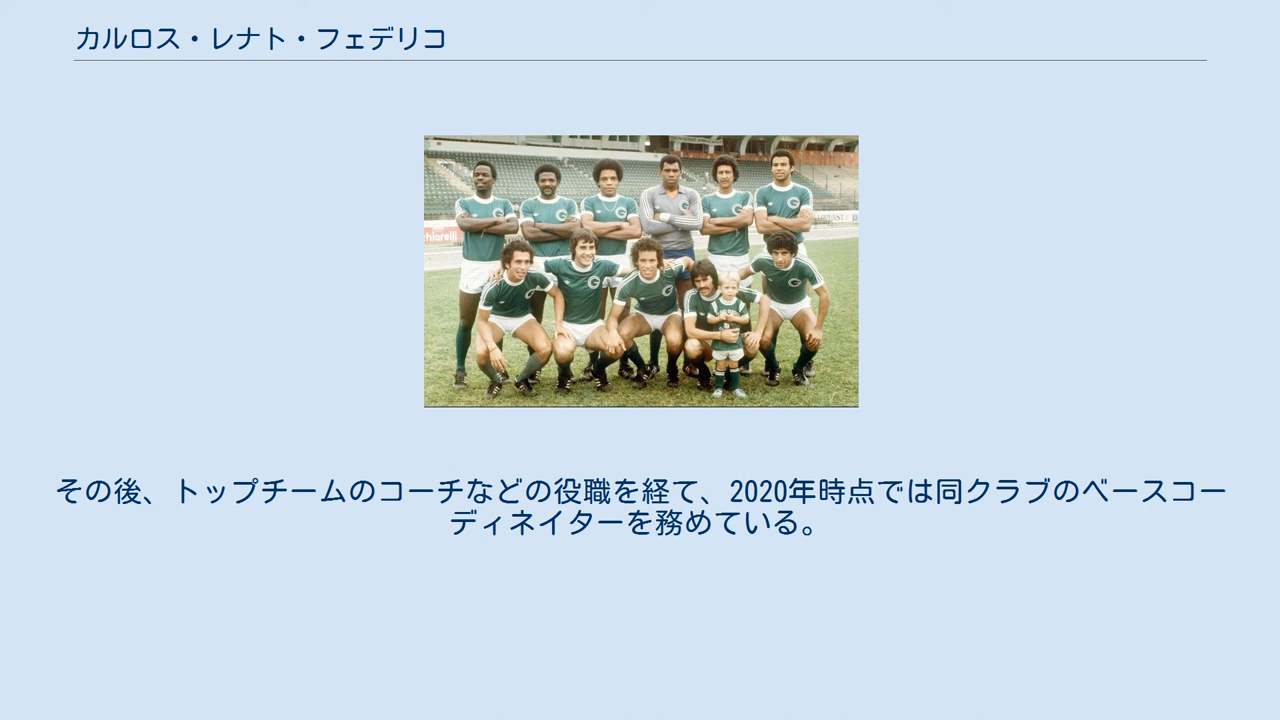 カルロス・レナト・フェデリコ
chiarelli
その後、トップチームのコーチなどの役職を経て、2020年時点では同クラブのベースコー
ディネイターを務めている。